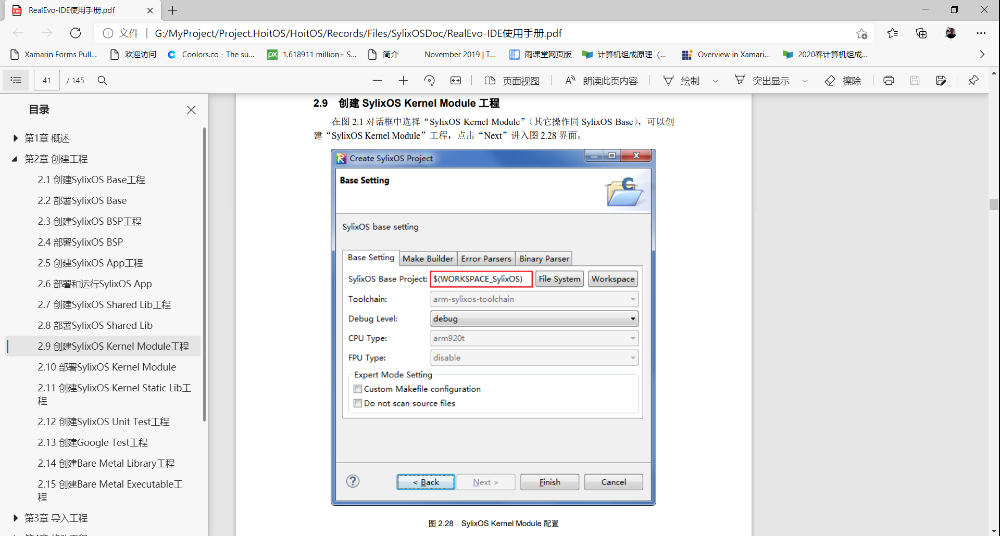 RealEvo-IDE使用手册.pdf
文件 | G:/MyProject/Project.HoitOS/HoitOS/Records/Files/SylixOSDoc/RealEvo-IDE使用手册.pdf
Xamarin Forms Pull...
欢迎访问
Coolors.co - The su...
px 1.618911 million+ S...
简介
November 2019 | T...
雨课堂网页版
计算机组成原理（...
Overview in Xamari...
2020春计算机组成...
41 / 145
页面视图
朗读此页内容
绘制
突出显示
擦除
目录
第1章 概述
第2章 创建工程
2.1 创建SylixOS Base工程
2.2 部署SylixOS Base
2.3 创建SylixOS BSP工程
2.4 部署SylixOS BSP
2.5 创建SylixOS App工程
2.6 部署和运行SylixOS App
2.7 创建SylixOS Shared Lib工程
2.8 部署SylixOS Shared Lib
2.9 创建SylixOS Kernel Module工程
2.10 部署SylixOS Kernel Module
2.11 创建SylixOS Kernel Static Lib工
程
2.12 创建SylixOS Unit Test工程
2.13 创建Google Test工程
2.14 创建Bare Metal Library工程
2.15 创建Bare Metal Executable工
程
第3章 导入工程
2.9 创建 SylixOS Kernel Module 工程
在图 2.1 对话框中选择“SylixOS Kernel Module”（其它操作同 SylixOS Base），可以创
建“SylixOS Kernel Module”工程，点击“Next”进入图 2.28 界面。
Create SylixOS Project
Base Setting
SylixOS base setting
Base Setting
Make Builder
Error Parsers
Binary Parser
SylixOS Base Project: $(WORKSPACE_SylixOS) File System Workspace
Toolchain: arm-sylixos-toolchain
Debug Level: debug
CPU Type: arm920t
FPU Type: disable
Expert Mode Setting
Custom Makefile configuration
Do not scan source files
? < Back Next > Finish Cancel
图 2.28 SylixOS Kernel Module 配置